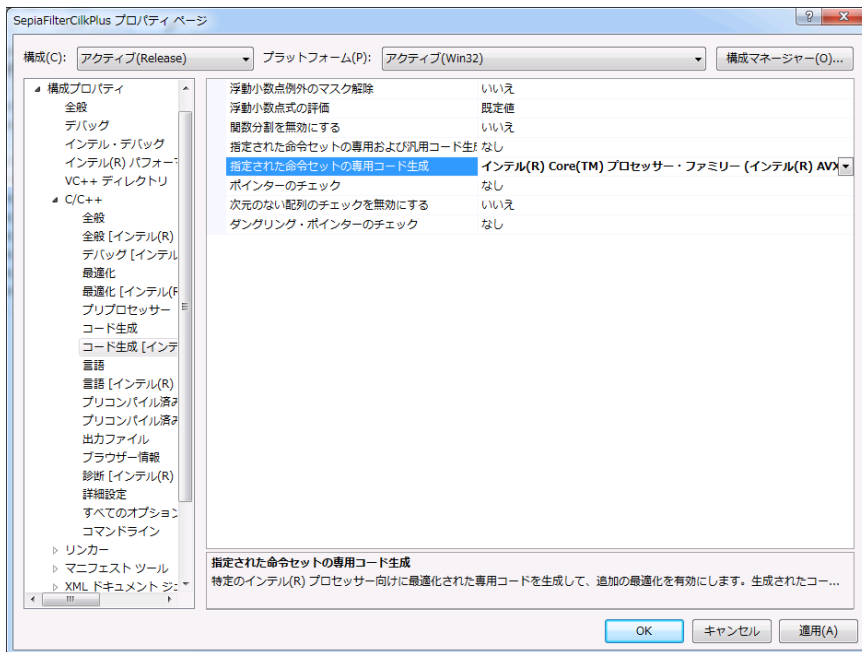 SepiaFilterCilkPlus プロパティ ページ
構成(C): アクティブ(Release) プラットフォーム(P): アクティブ(Win32) 構成マネージャー(O)...
構成プロパティ
全般
デバッグ
インテル・デバッグ
インテル(R) パフォーマ
VC++ ディレクトリ
C/C++
全般
全般 [インテル(R)
デバッグ [インテル
最適化
最適化 [インテル(R
プリプロセッサー
コード生成
コード生成 [インテ
言語
言語 [インテル(R)
プリコンパイル済み
プリコンパイル済み
出力ファイル
ブラウザー情報
診断 [インテル(R)
詳細設定
すべてのオプション
コマンドライン
リンカー
マニフェスト ツール
XML ドキュメント ジェ
浮動小数点例外のマスク解除 いいえ
浮動小数点式の評価 既定値
関数分割を無効にする いいえ
指定された命令セットの専用および汎用コード生 なし
指定された命令セットの専用コード生成 インテル(R) Core(TM) プロセッサー・ファミリー (インテル(R) AVX
ポインターのチェック なし
次元のない配列のチェックを無効にする いいえ
ダングリング・ポインターのチェック なし
指定された命令セットの専用コード生成
特定のインテル(R) プロセッサー向けに最適化された専用コードを生成して、追加の最適化を有効にします。生成されたコー...
OK キャンセル 適用(A)